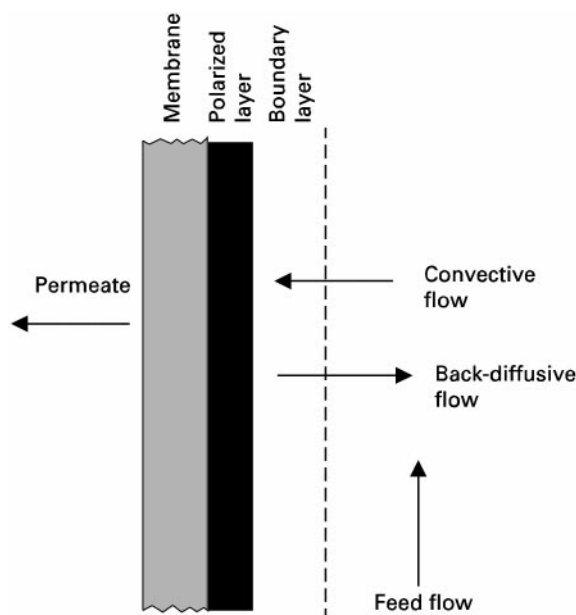 Membrane
Polarized
layer
Boundary
layer
Permeate
Convective
flow
Back-diffusive
flow
Feed flow